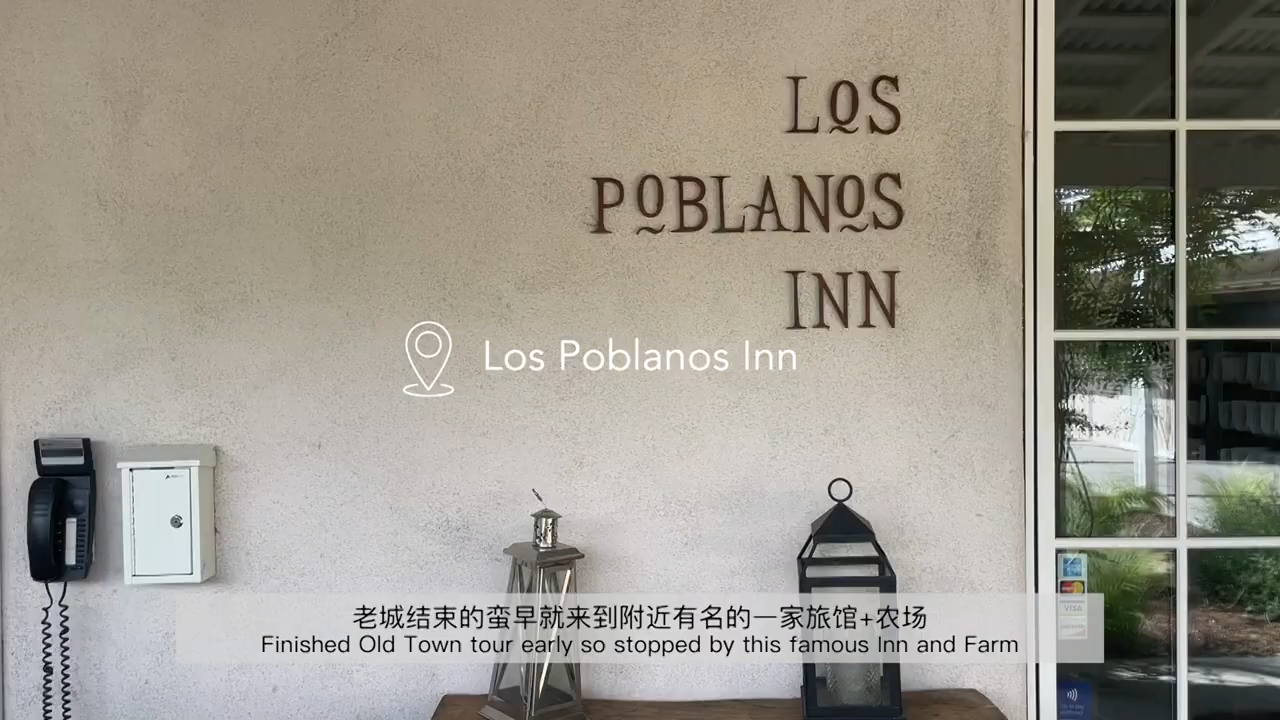 LOS
POBLANOS
INN
Los Poblanos Inn
老城结束的蛮早就来到附近有名的一家旅馆+农场
Finished Old Town tour early so stopped by this famous Inn and Farm
VISA